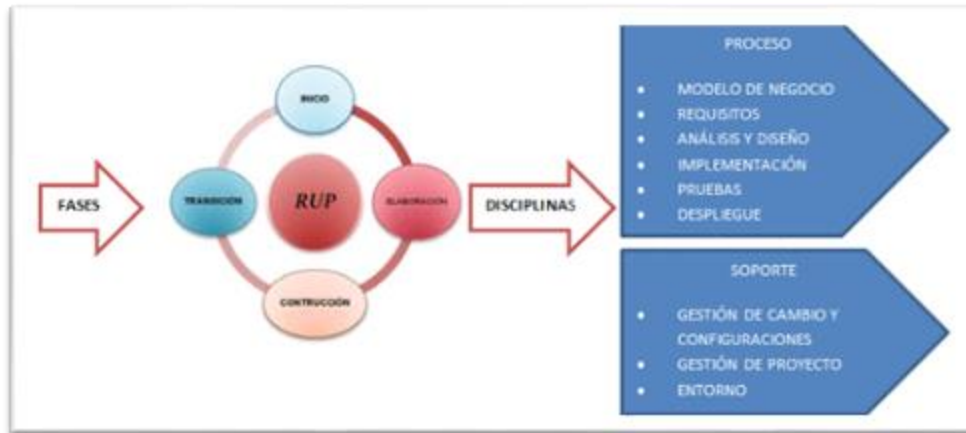 FASES
INICIO
TRANSICIÓN
RUP
ELABORACIÓN
CONTRUCCIÓN
DISCIPLINAS
PROCESO
• MODELO DE NEGOCIO
• REQUISITOS
• ANÁLISIS Y DISEÑO
• IMPLEMENTACIÓN
• PRUEBAS
• DESPLIEGUE
SOPORTE
• GESTIÓN DE CAMBIO Y
CONFIGURACIONES
• GESTIÓN DE PROYECTO
• ENTORNO